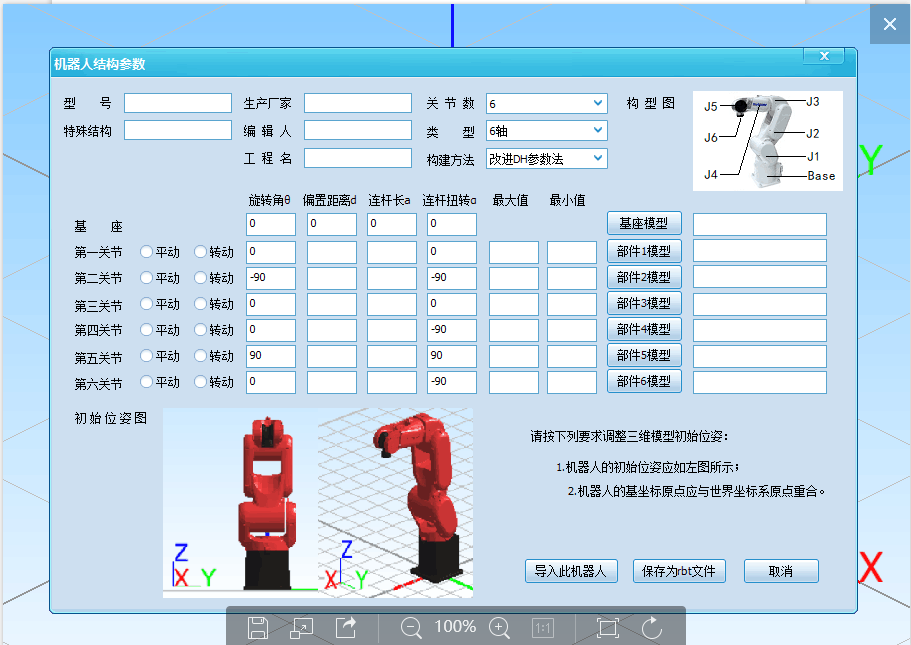 机器人结构参数
型 号 生产厂家 关 节 数 6 构 型 图
特殊结构 编 辑 人 类 型 6轴
工 程 名 构建方法 改进DH参数法
J5 J3
J6 J2
J1
J4 Base
Y
旋转角θ 偏置距离d 连杆长a 连杆扭转α 最大值 最小值
基 座 0 0 0 0 基座模型
第一关节 平动 转动 0 0 部件1模型
第二关节 平动 转动 -90 -90 部件2模型
第三关节 平动 转动 0 0 部件3模型
第四关节 平动 转动 0 -90 部件4模型
第五关节 平动 转动 90 90 部件5模型
第六关节 平动 转动 0 -90 部件6模型
初始位姿图
请按下列要求调整三维模型初始位姿:
1.机器人的初始位姿应如左图所示;
2.机器人的基坐标原点应与世界坐标系原点重合。
Z Z
X Y X Y
导入此机器人 保存为rbt文件 取消
X
100% 1:1